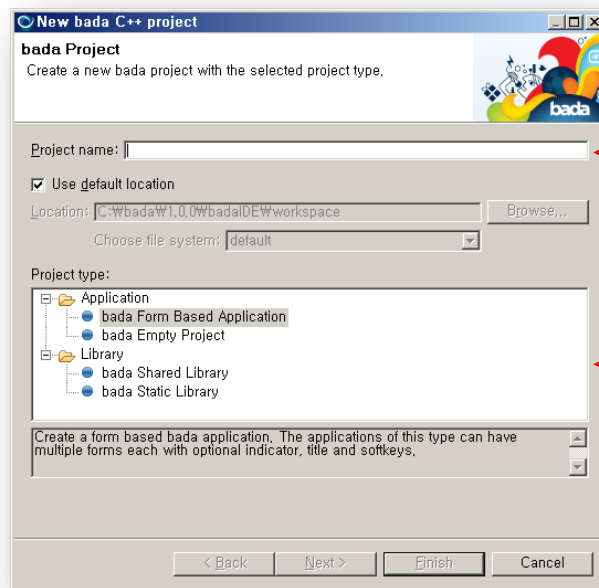 New bada C++ project
bada Project
Create a new bada project with the selected project type,
bada
Project name:
Use default location
Location: C:₩bada₩1,0,0₩badaIDE₩workspace
Browse,,,
Choose file system: default
Project type:
Application
bada Form Based Application
bada Empty Project
Library
bada Shared Library
bada Static Library
Create a form based bada application, The applications of this type can have
multiple forms each with optional indicator, title and softkeys,
< Back
Next >
Finish
Cancel